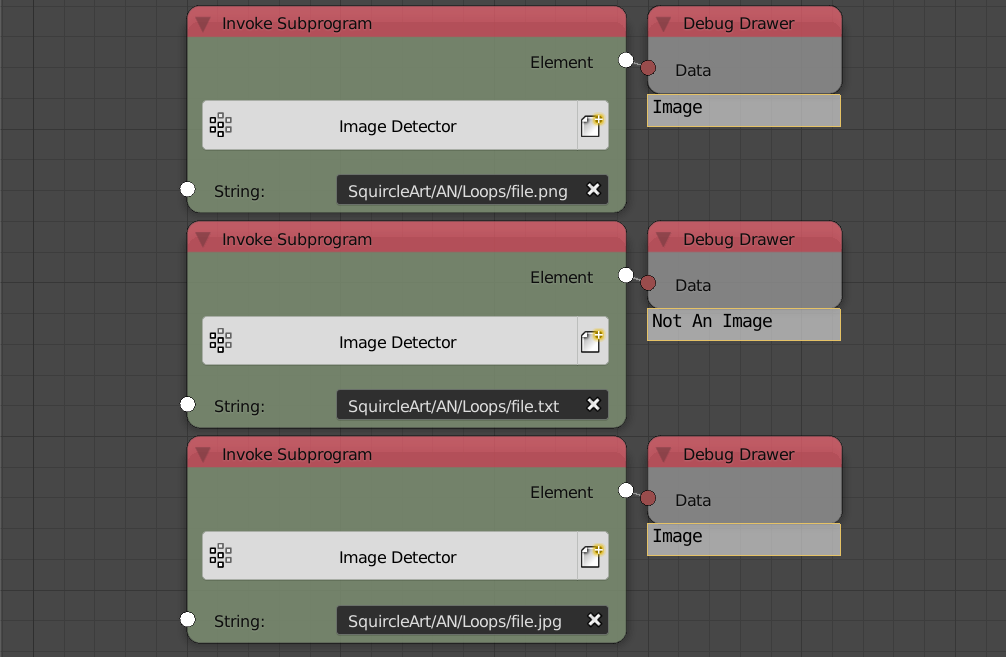 Invoke Subprogram
Debug Drawer
Element
Data
Image
Image Detector
String: SquircleArt/AN/Loops/file.png
Invoke Subprogram
Debug Drawer
Element
Data
Not An Image
Image Detector
String: SquircleArt/AN/Loops/file.txt
Invoke Subprogram
Debug Drawer
Element
Data
Image
Image Detector
String: SquircleArt/AN/Loops/file.jpg